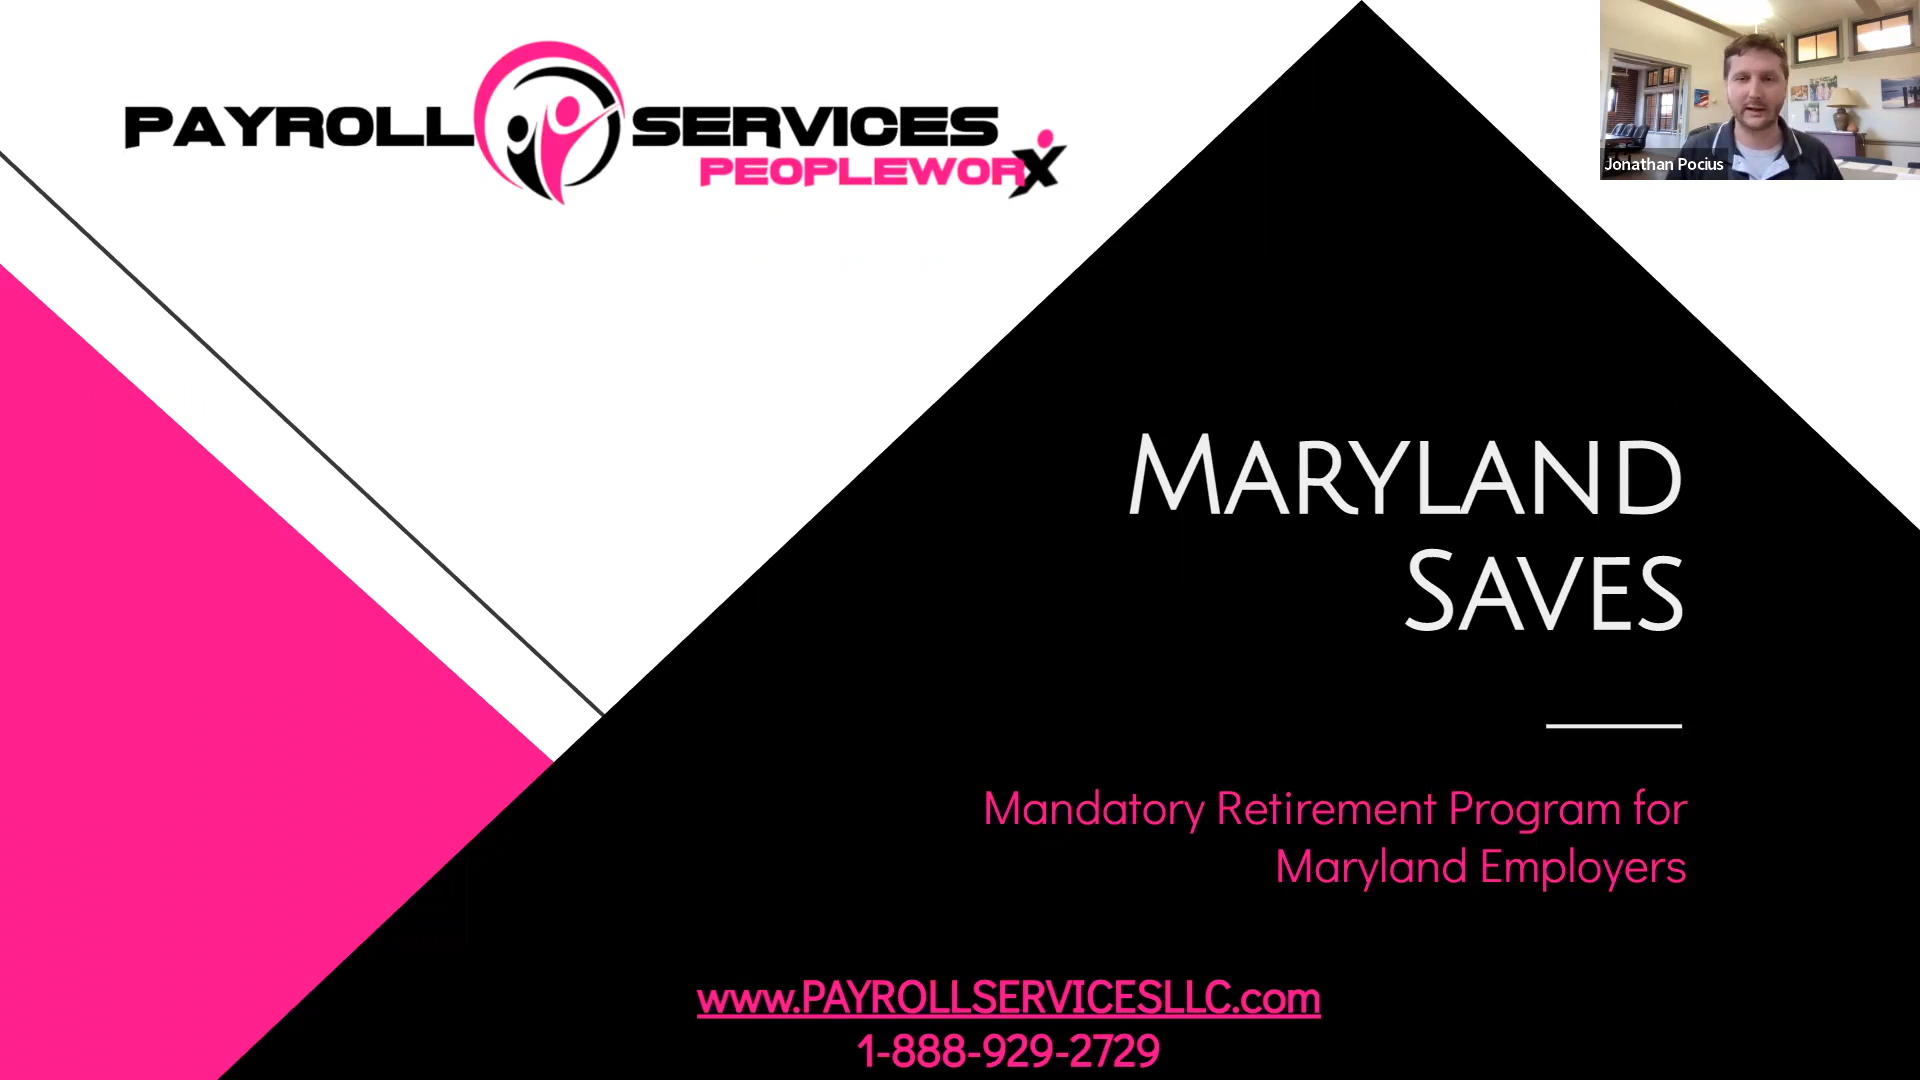 PAYROLL SERVICES
PEOPLEWORX
Jonathan Pocius
MARYLAND
SAVES
Mandatory Retirement Program for
Maryland Employers
www.PAYROLLSERVICESLLC.com
1-888-929-2729